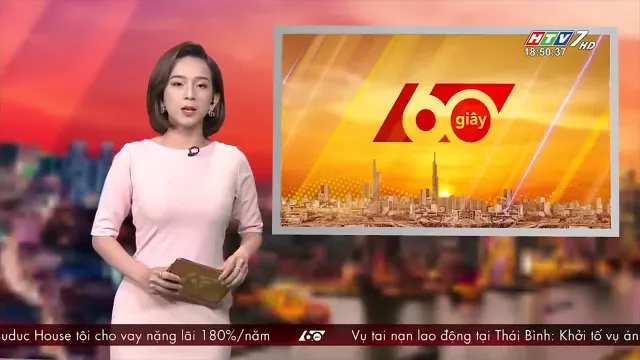 HTV7 HD
18:50:37
60 giây
House tội cho vay nặng lãi 180%/năm 60 Vụ tai nạn lao động tại Thái Bình: Khởi tố vụ án